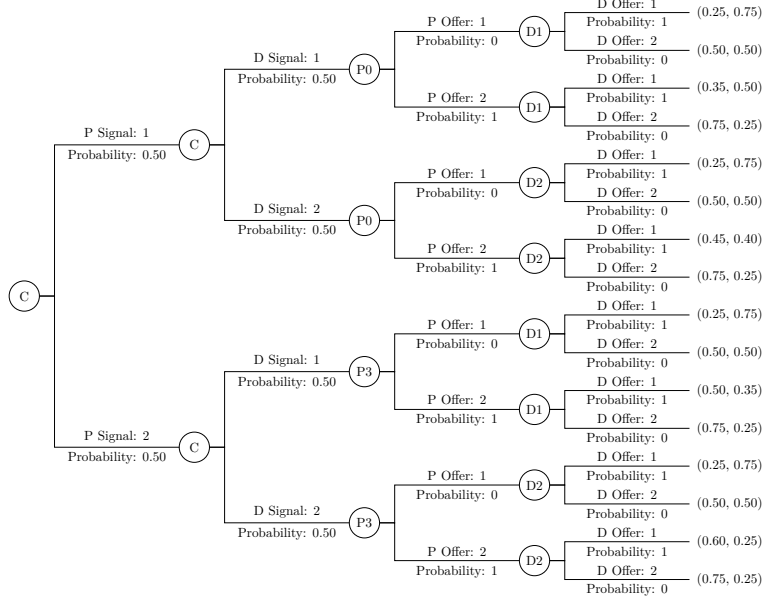 D Offer: 1
(0.25, 0.75)
P Offer: 1
Probability: 1
D1
Probability: 0
D Offer: 2
(0.50, 0.50)
Probability: 0
D Signal: 1
P0
Probability: 0.50
D Offer: 1
(0.35, 0.50)
P Offer: 2
Probability: 1
D1
Probability: 1
D Offer: 2
(0.75, 0.25)
Probability: 0
P Signal: 1
C
Probability: 0.50
D Offer: 1
(0.25, 0.75)
P Offer: 1
Probability: 1
D2
Probability: 0
D Offer: 2
(0.50, 0.50)
Probability: 0
D Signal: 2
P0
Probability: 0.50
D Offer: 1
(0.45, 0.40)
P Offer: 2
Probability: 1
D2
Probability: 1
D Offer: 2
(0.75, 0.25)
Probability: 0
C
D Offer: 1
(0.25, 0.75)
P Offer: 1
Probability: 1
D1
Probability: 0
D Offer: 2
(0.50, 0.50)
Probability: 0
D Signal: 1
P3
Probability: 0.50
D Offer: 1
(0.50, 0.35)
P Offer: 2
Probability: 1
D1
Probability: 1
D Offer: 2
(0.75, 0.25)
Probability: 0
P Signal: 2
C
Probability: 0.50
D Offer: 1
(0.25, 0.75)
P Offer: 1
Probability: 1
D2
Probability: 0
D Offer: 2
(0.50, 0.50)
Probability: 0
D Signal: 2
P3
Probability: 0.50
D Offer: 1
(0.60, 0.25)
P Offer: 2
Probability: 1
D2
Probability: 1
D Offer: 2
(0.75, 0.25)
Probability: 0